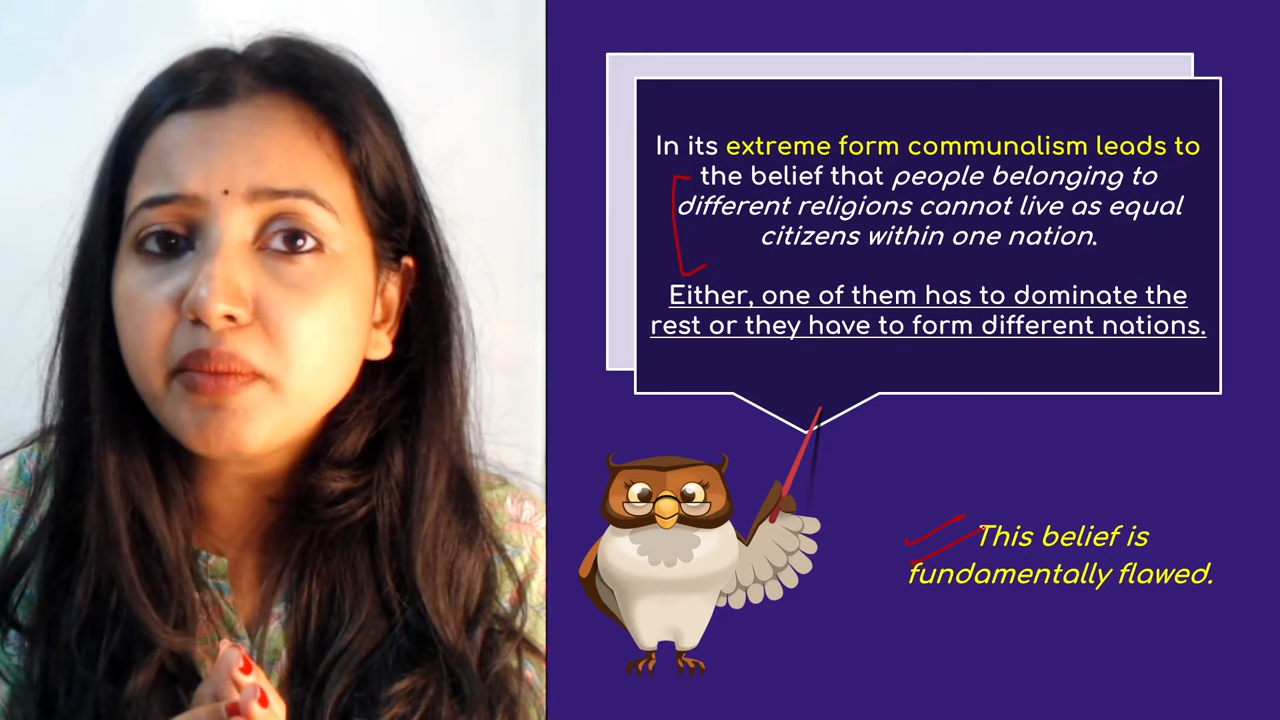 In its extreme form communalism leads to
the belief that people belonging to
different religions cannot live as equal
citizens within one nation.
Either, one of them has to dominate the
rest or they have to form different nations.
This belief is
fundamentally flawed.